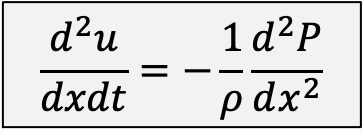 d²u/dxdt = − 1/ρ d²P/dx²